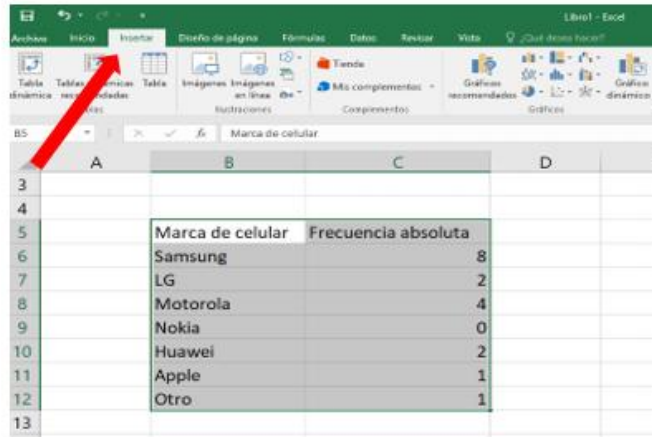 Libro1 - Excel
Archivo Inicio Insertar Diseño de página Fórmulas Datos Revisar Vista ¿Qué desea hacer?
Tabla dinámica Tablas dinámicas recomendadas Tabla Imágenes Imágenes en línea Tienda Mis complementos Gráficos recomendados Gráfico dinámico
Tablas Ilustraciones Complementos Gráficos
B5 fx Marca de celular
A B C D
3
4
5 Marca de celular Frecuencia absoluta
6 Samsung 8
7 LG 2
8 Motorola 4
9 Nokia 0
10 Huawei 2
11 Apple 1
12 Otro 1
13